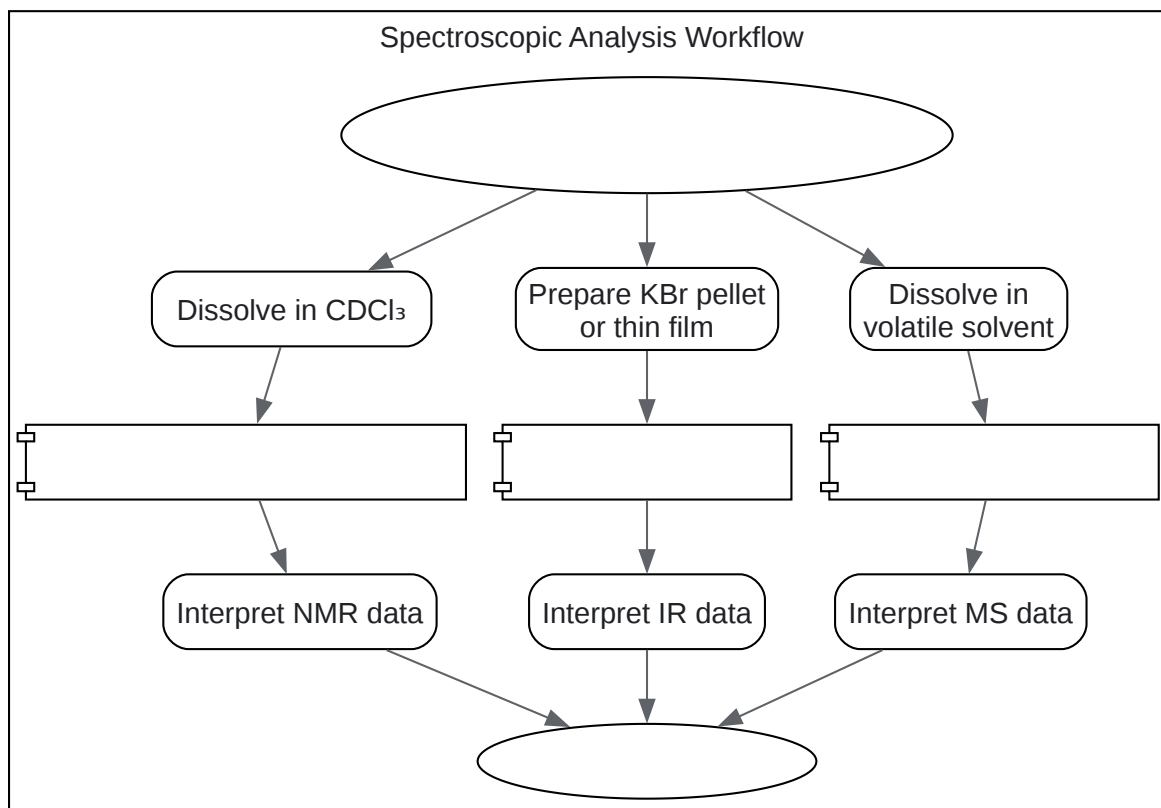 Spectroscopic Analysis Workflow
Dissolve in CDCl₃
Prepare KBr pellet
or thin film
Dissolve in
volatile solvent
Interpret NMR data
Interpret IR data
Interpret MS data